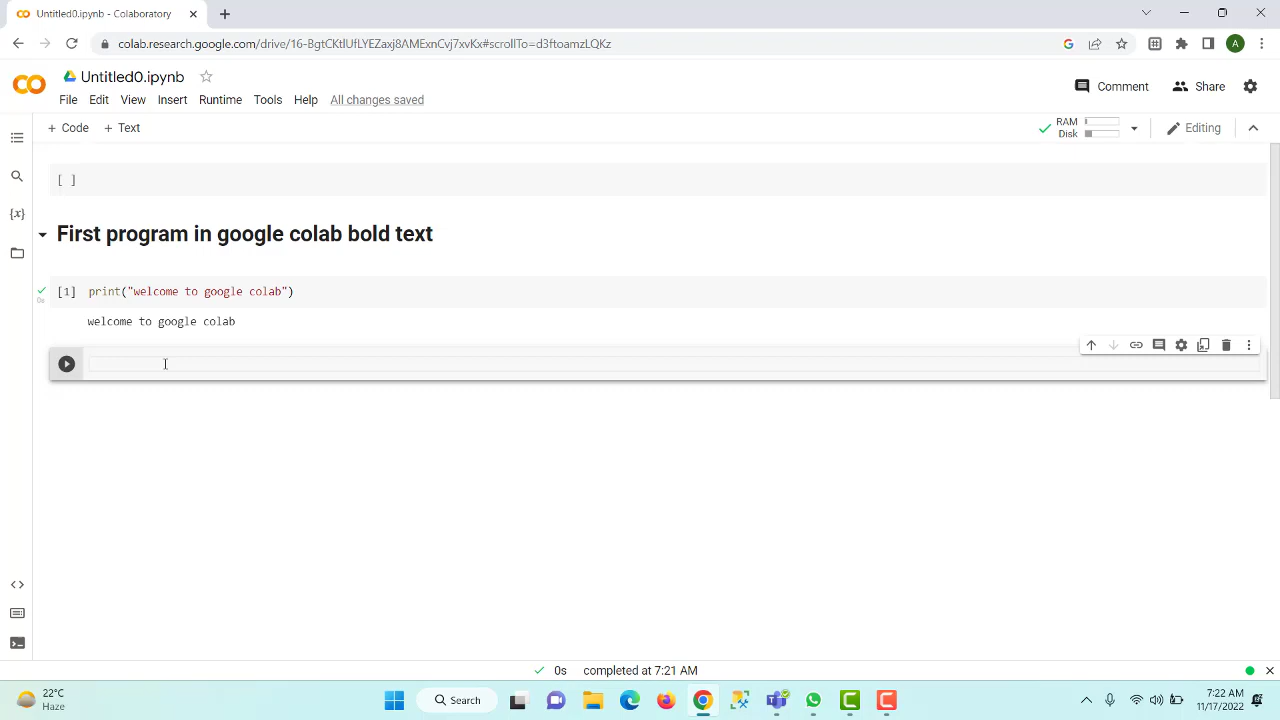 Untitled0.ipynb - Colaboratory
colab.research.google.com/drive/16-BgtCKtIUfLYEZaxj8AMExnCvj7xvKx#scrollTo=d3ftoamzLQKz
A
Untitled0.ipynb
Comment
Share
File Edit View Insert Runtime Tools Help All changes saved
+ Code + Text
RAM
Disk
Editing
[ ]
First program in google colab bold text
[1] print("welcome to google colab")
0s
welcome to google colab
{x}
0s completed at 7:21 AM
22°C
Haze
Search
7:22 AM
11/17/2022